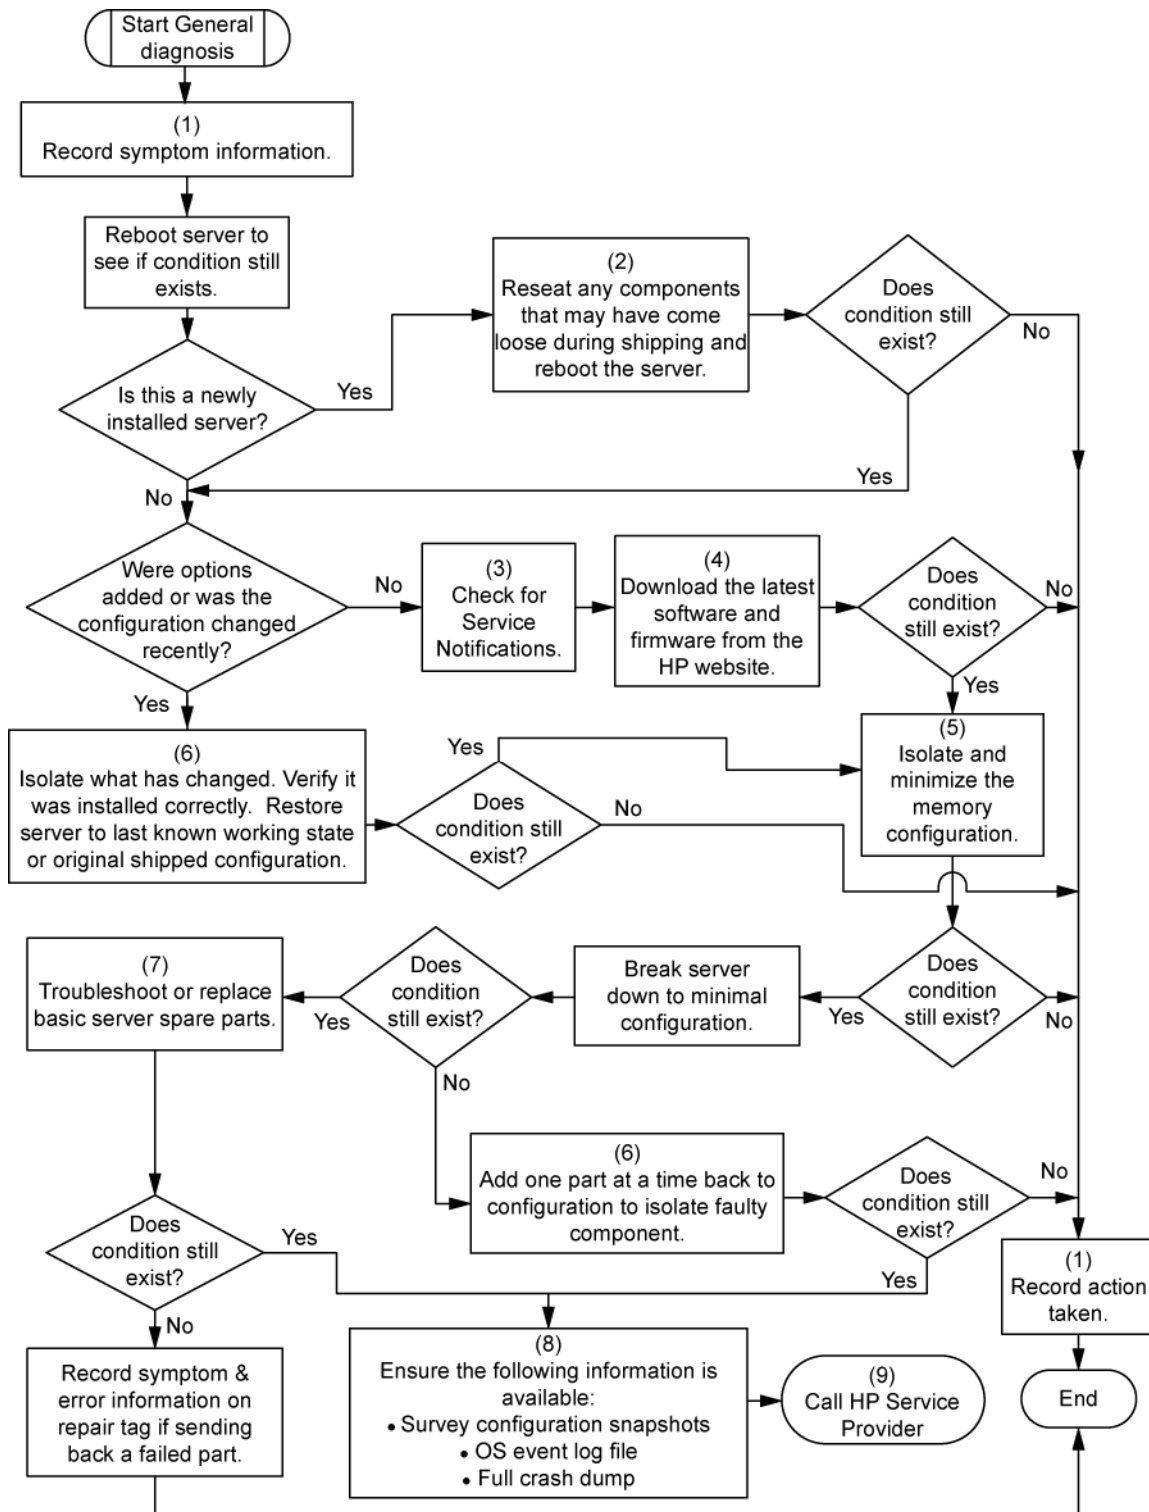 Start General
diagnosis
(1)
Record symptom information.
Reboot server to
see if condition still
exists.
Is this a newly
installed server?
Yes
No
(2)
Reseat any components
that may have come
loose during shipping and
reboot the server.
Does
condition still
exist?
No
Yes
Were options
added or was the
configuration changed
recently?
No
Yes
(3)
Check for
Service
Notifications.
(4)
Download the latest
software and
firmware from the
HP website.
Does
condition
still exist?
No
Yes
(5)
Isolate and
minimize the
memory
configuration.
(6)
Isolate what has changed. Verify it
was installed correctly. Restore
server to last known working state
or original shipped configuration.
Does
condition still
exist?
Yes
No
Does
condition
still exist?
No
Yes
Break server
down to minimal
configuration.
Does
condition
still exist?
Yes
No
(7)
Troubleshoot or replace
basic server spare parts.
(6)
Add one part at a time back to
configuration to isolate faulty
component.
Does
condition still
exist?
No
Yes
Does
condition still
exist?
Yes
No
(1)
Record action
taken.
Record symptom &
error information on
repair tag if sending
back a failed part.
(8)
Ensure the following information is
available:
• Survey configuration snapshots
• OS event log file
• Full crash dump
(9)
Call HP Service
Provider
End